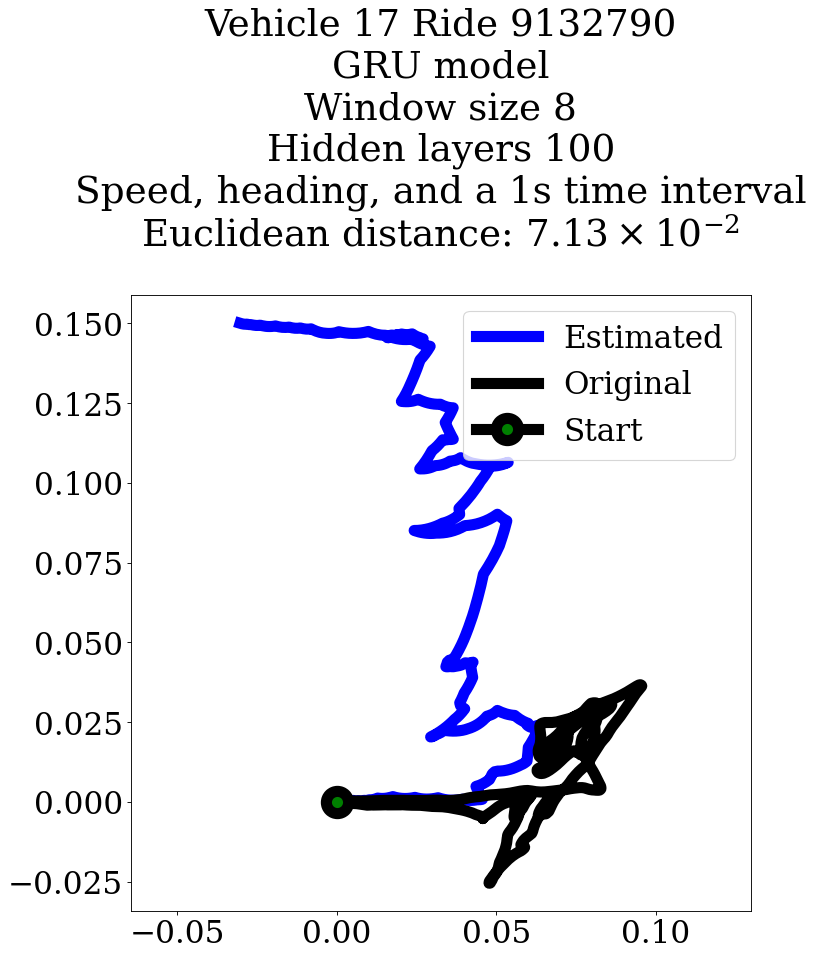 Vehicle 17 Ride 9132790
GRU model
Window size 8
Hidden layers 100
Speed, heading, and a 1s time interval
Euclidean distance: 7.13 × 10⁻²
Estimated
Original
Start
0.150
0.125
0.100
0.075
0.050
0.025
0.000
−0.025
−0.05 0.00 0.05 0.10